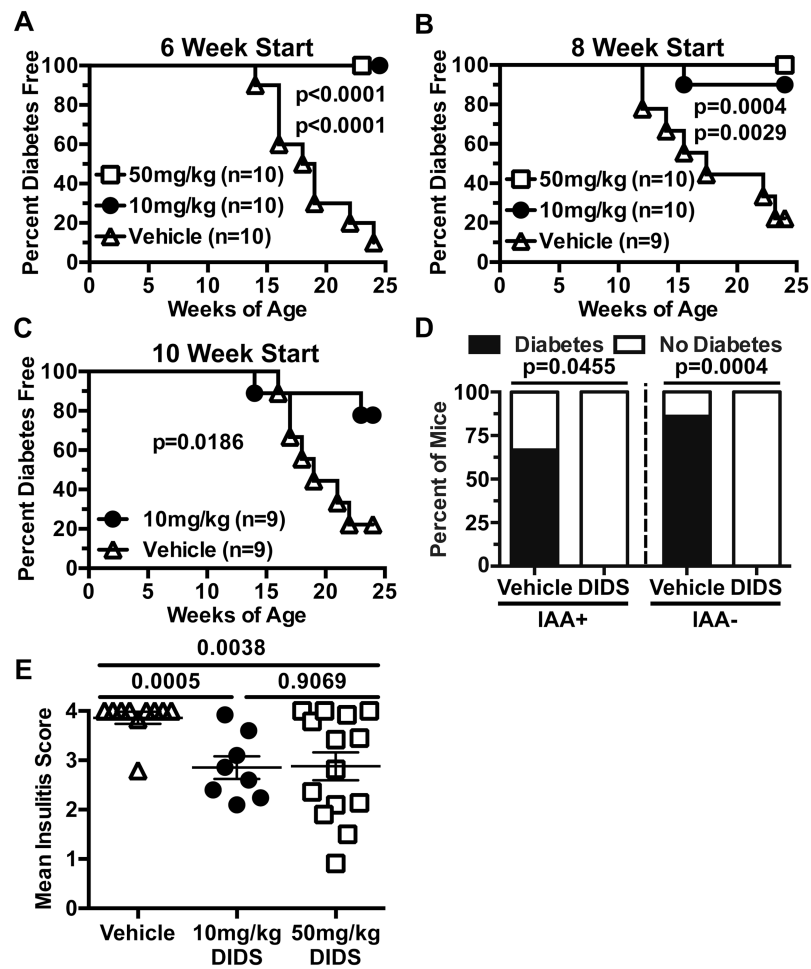 A
6 Week Start
Percent Diabetes Free
100
80
60
40
20
0
p<0.0001
p<0.0001
50mg/kg (n=10)
10mg/kg (n=10)
Vehicle (n=10)
0 5 10 15 20 25
Weeks of Age
B
8 Week Start
Percent Diabetes Free
100
80
60
40
20
0
p=0.0004
p=0.0029
50mg/kg (n=10)
10mg/kg (n=10)
Vehicle (n=9)
0 5 10 15 20 25
Weeks of Age
C
10 Week Start
Percent Diabetes Free
100
80
60
40
20
0
p=0.0186
10mg/kg (n=9)
Vehicle (n=9)
0 5 10 15 20 25
Weeks of Age
D
Diabetes No Diabetes
p=0.0455 p=0.0004
Percent of Mice
100
75
50
25
0
Vehicle DIDS Vehicle DIDS
IAA+ IAA-
E
0.0038
0.0005 0.9069
Mean Insulitis Score
4
3
2
1
0
Vehicle 10mg/kg 50mg/kg
DIDS DIDS